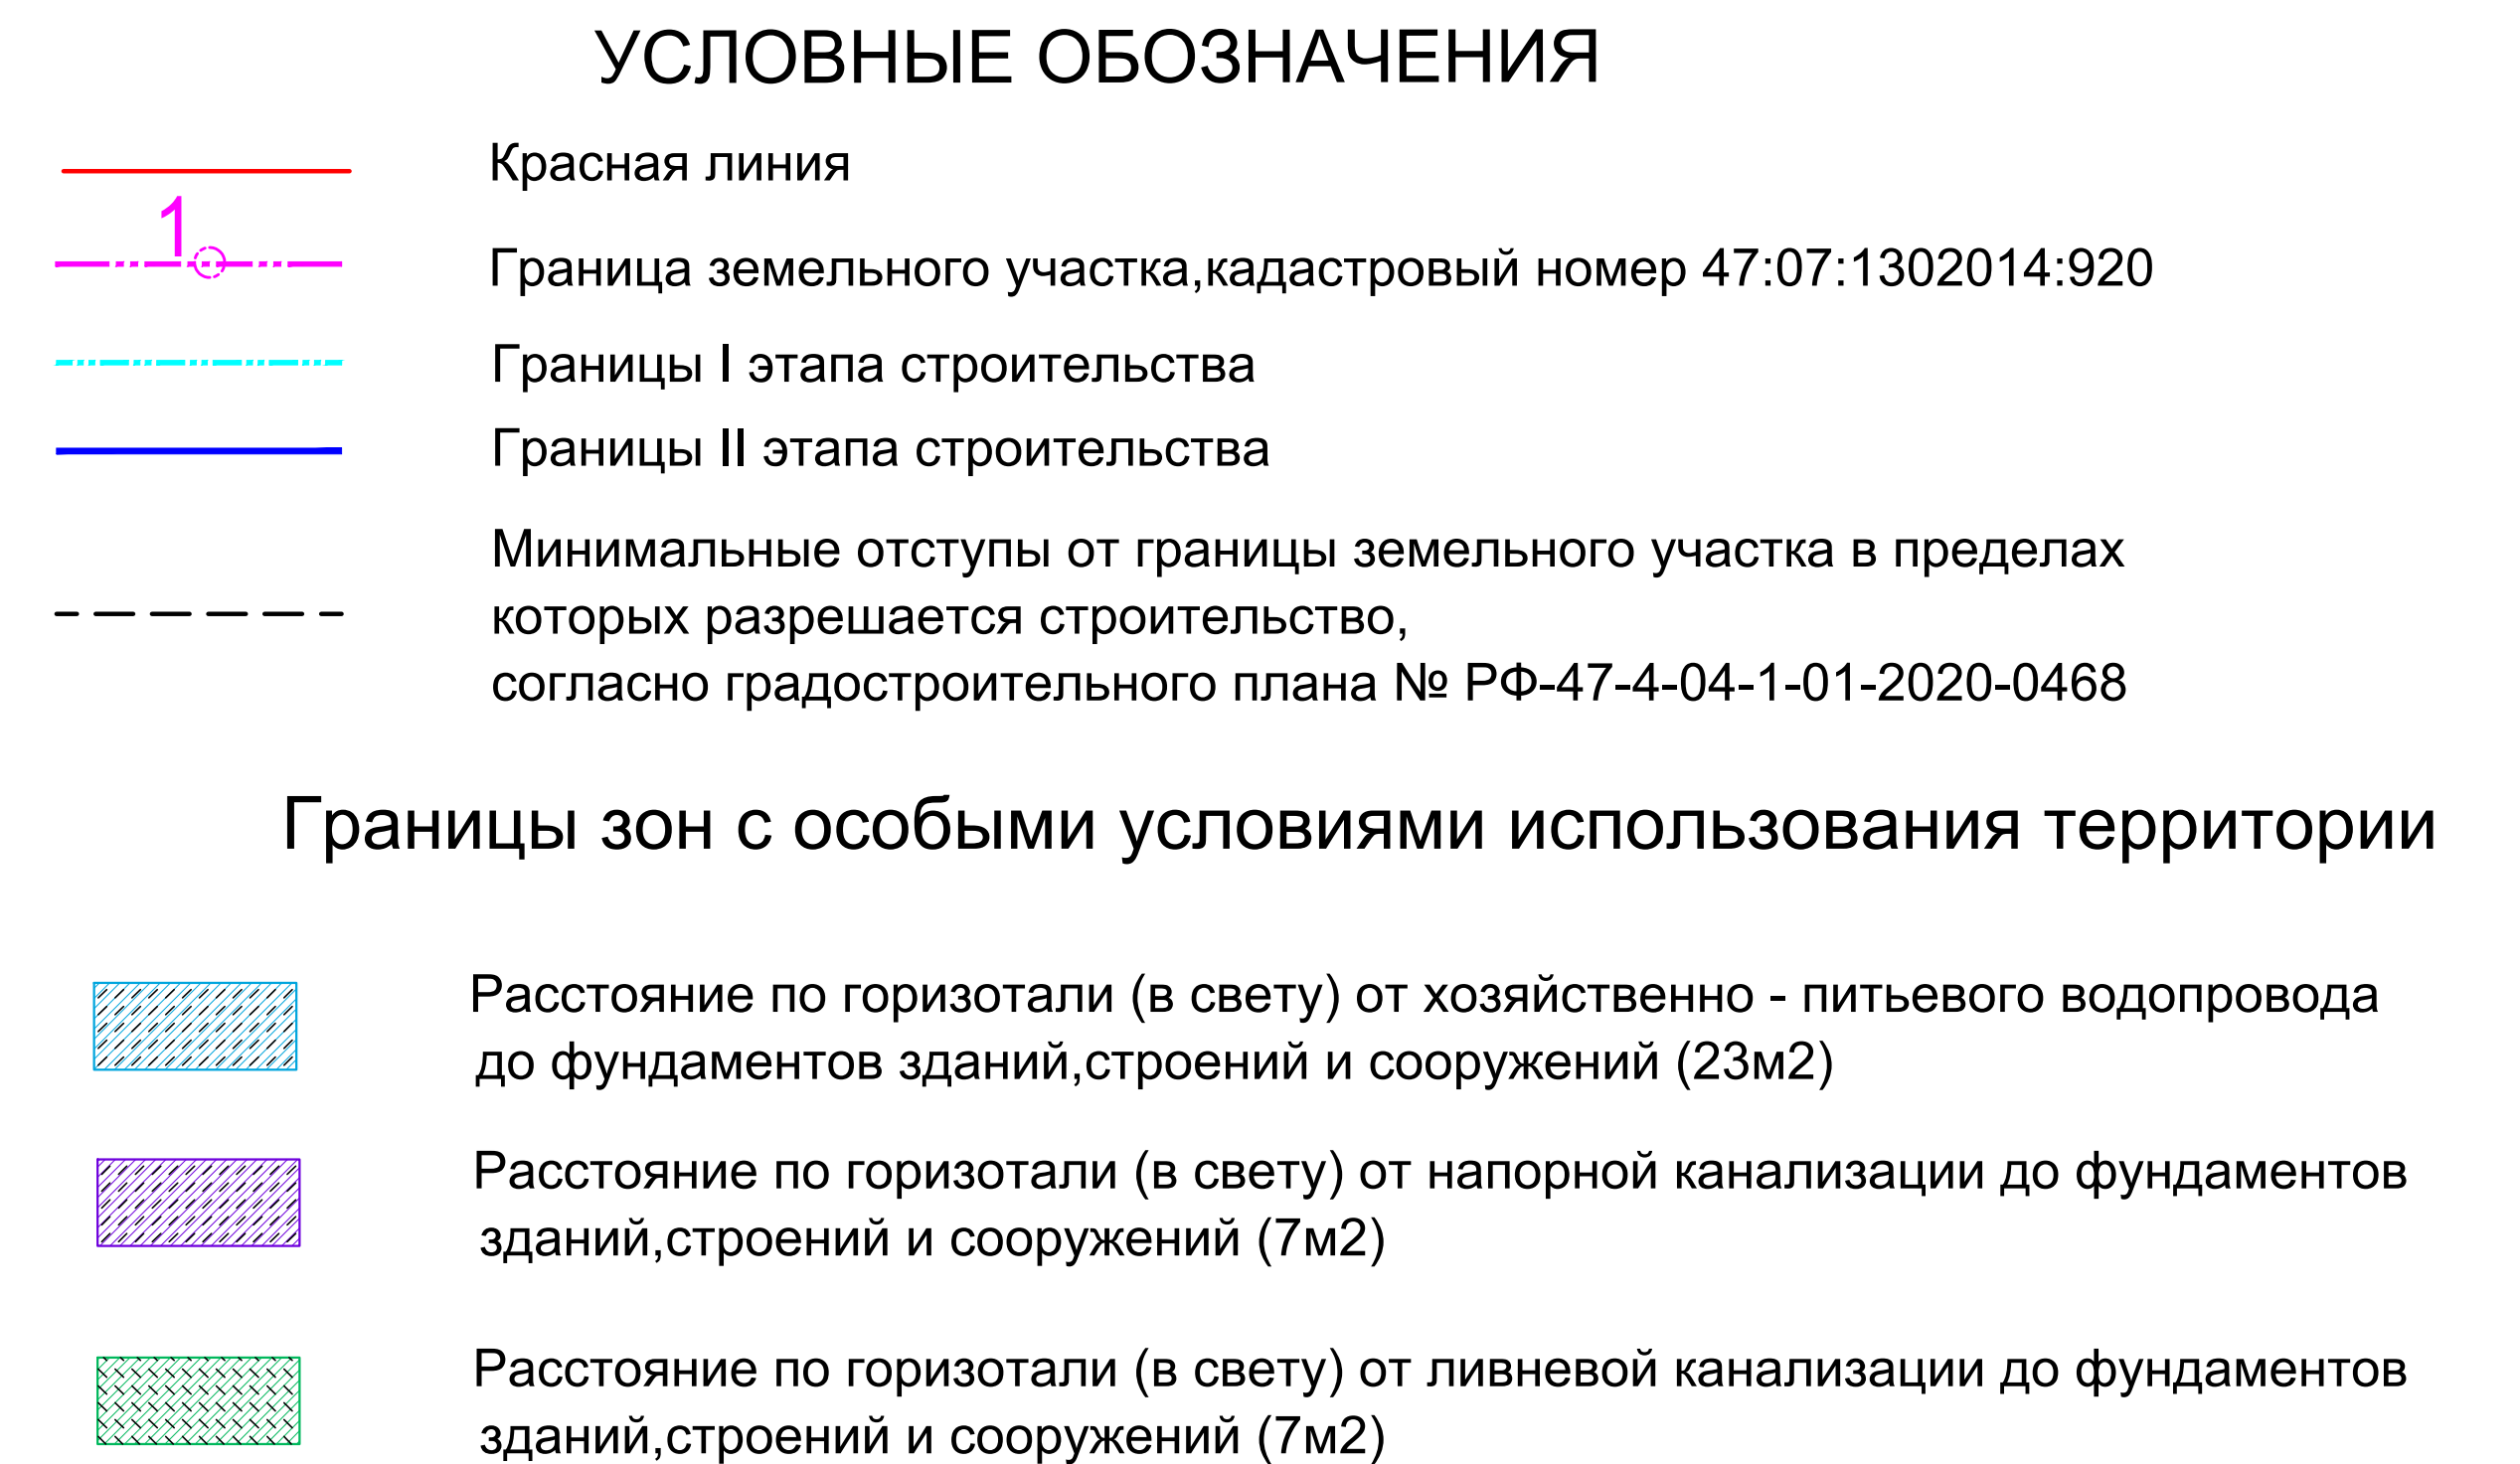 УСЛОВНЫЕ ОБОЗНАЧЕНИЯ
Красная линия
1
Граница земельного участка,кадастровый номер 47:07:1302014:920
Границы I этапа строительства
Границы II этапа строительства
Минимальные отступы от границы земельного участка в пределах
которых разрешается строительство,
согласно градостроительного плана № РФ-47-4-04-1-01-2020-0468
Границы зон с особыми условиями использования территории
Расстояние по горизотали (в свету) от хозяйственно - питьевого водопровода
до фундаментов зданий,строений и сооружений (23м2)
Расстояние по горизотали (в свету) от напорной канализации до фундаментов
зданий,строений и сооружений (7м2)
Расстояние по горизотали (в свету) от ливневой канализации до фундаментов
зданий,строений и сооружений (7м2)